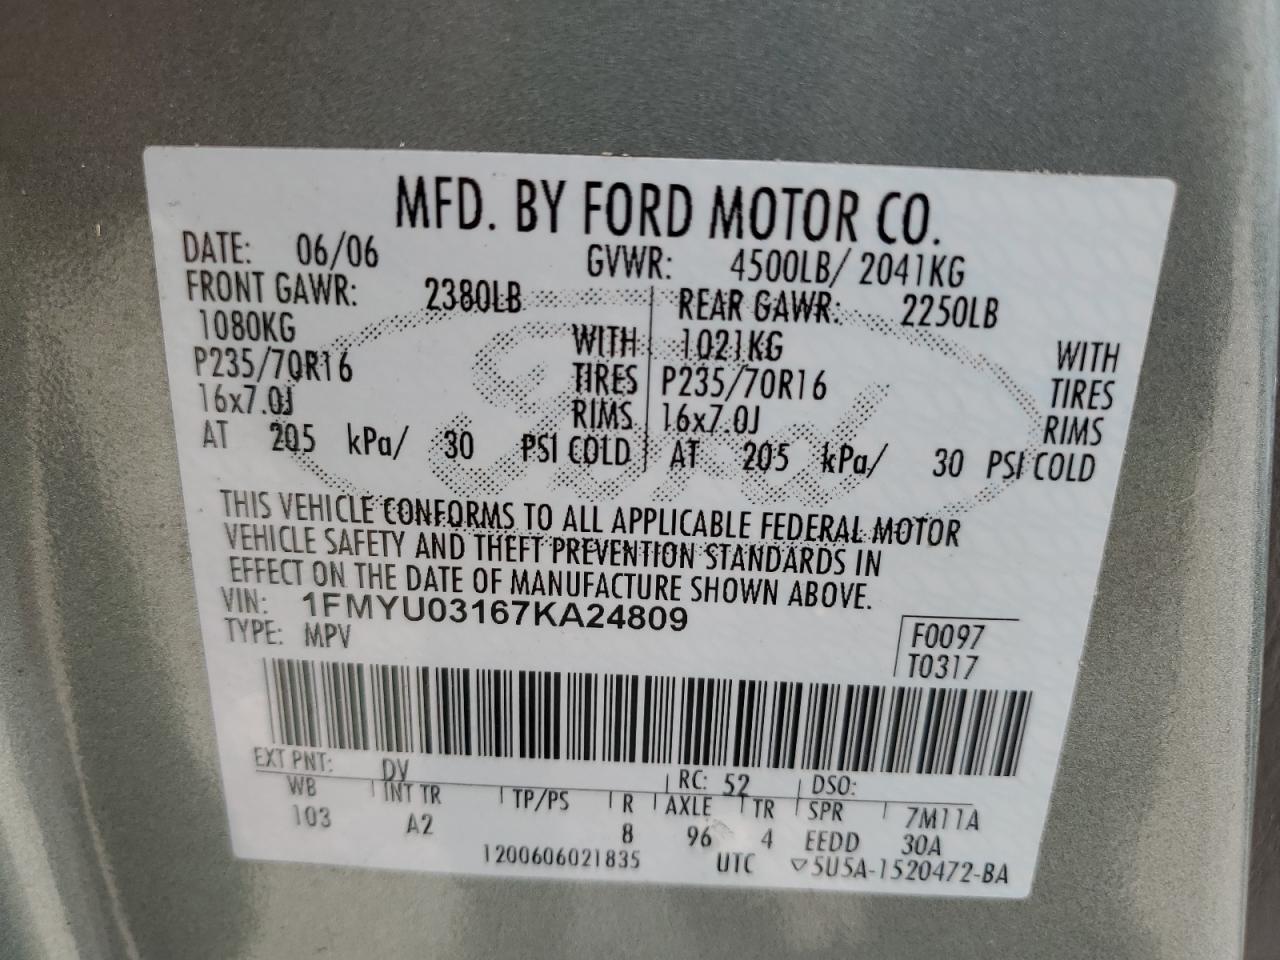 MFD. BY FORD MOTOR CO.
DATE: 06/06 GVWR: 4500LB/ 2041KG
FRONT GAWR: 2380LB REAR GAWR: 2250LB
1080KG WITH 1021KG WITH
P235/70R16 TIRES P235/70R16 TIRES
16x7.0J RIMS 16x7.0J RIMS
AT 205 kPa/ 30 PSI COLD AT 205 kPa/ 30 PSI COLD
Ford
THIS VEHICLE CONFORMS TO ALL APPLICABLE FEDERAL MOTOR
VEHICLE SAFETY AND THEFT PREVENTION STANDARDS IN
EFFECT ON THE DATE OF MANUFACTURE SHOWN ABOVE.
VIN: 1FMYU03167KA24809
TYPE: MPV F0097
T0317
EXT PNT: DV RC: 52 DSO:
WB INT TR TP/PS R AXLE TR SPR 7M11A
103 A2 8 96 4 EEDD 30A
1200606021835 UTC ▽5U5A-1520472-BA